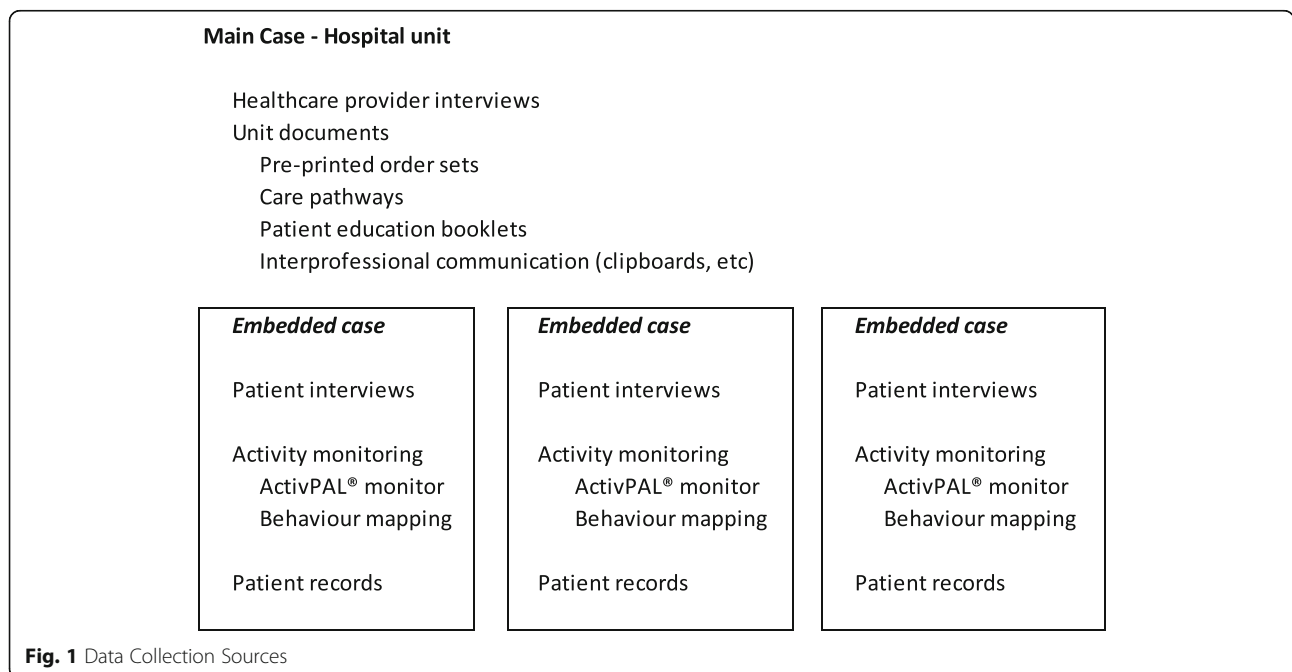 Main Case - Hospital unit
Healthcare provider interviews
Unit documents
Pre-printed order sets
Care pathways
Patient education booklets
Interprofessional communication (clipboards, etc)
Embedded case
Patient interviews
Activity monitoring
ActivPAL® monitor
Behaviour mapping
Patient records
Embedded case
Patient interviews
Activity monitoring
ActivPAL® monitor
Behaviour mapping
Patient records
Embedded case
Patient interviews
Activity monitoring
ActivPAL® monitor
Behaviour mapping
Patient records
Fig. 1 Data Collection Sources